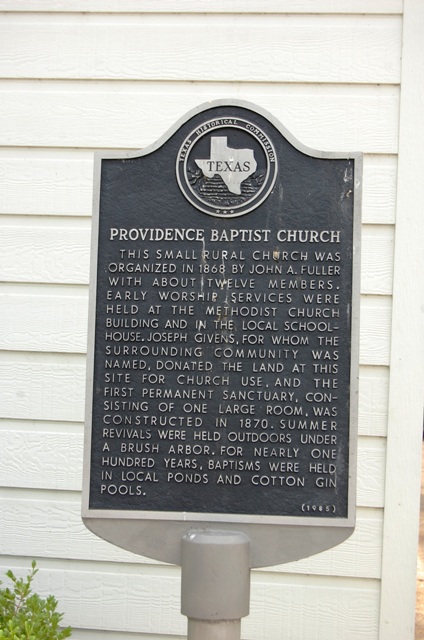 TEXAS HISTORICAL COMMISSION
TEXAS
PROVIDENCE BAPTIST CHURCH
THIS SMALL RURAL CHURCH WAS
ORGANIZED IN 1868 BY JOHN A. FULLER
WITH ABOUT TWELVE MEMBERS.
EARLY WORSHIP SERVICES WERE
HELD AT THE METHODIST CHURCH
BUILDING AND IN THE LOCAL SCHOOL-
HOUSE. JOSEPH GIVENS, FOR WHOM THE
SURROUNDING COMMUNITY WAS
NAMED, DONATED THE LAND AT THIS
SITE FOR CHURCH USE, AND THE
FIRST PERMANENT SANCTUARY, CON-
SISTING OF ONE LARGE ROOM, WAS
CONSTRUCTED IN 1870. SUMMER
REVIVALS WERE HELD OUTDOORS UNDER
A BRUSH ARBOR. FOR NEARLY ONE
HUNDRED YEARS, BAPTISMS WERE HELD
IN LOCAL PONDS AND COTTON GIN
POOLS.
(1985)